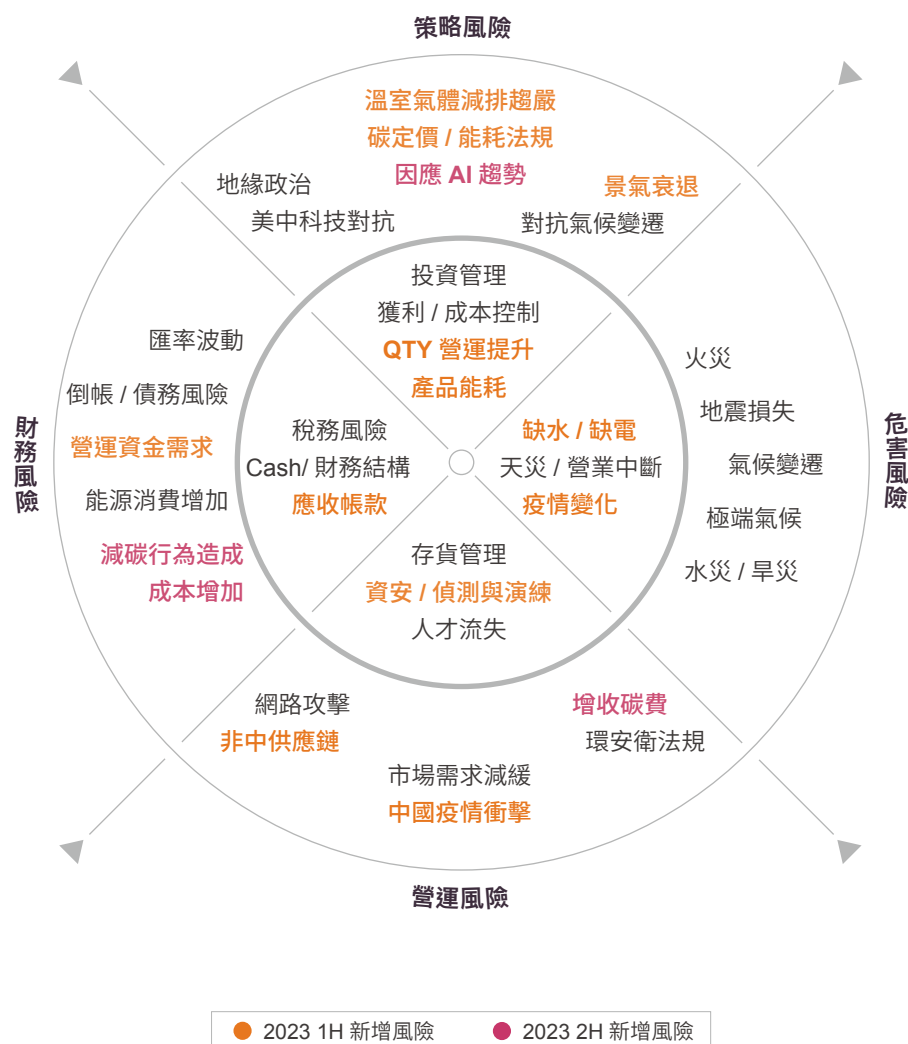 策略風險
溫室氣體減排趨嚴
碳定價 / 能耗法規
因應 AI 趨勢
地緣政治
美中科技對抗
景氣衰退
對抗氣候變遷
投資管理
獲利 / 成本控制
QTY 營運提升
產品能耗
財務風險
匯率波動
倒帳 / 債務風險
營運資金需求
能源消費增加
減碳行為造成
成本增加
稅務風險
Cash/ 財務結構
應收帳款
缺水 / 缺電
天災 / 營業中斷
疫情變化
火災
地震損失
氣候變遷
極端氣候
水災 / 旱災
危害風險
存貨管理
資安 / 偵測與演練
人才流失
網路攻擊
非中供應鏈
增收碳費
環安衛法規
市場需求減緩
中國疫情衝擊
營運風險
2023 1H 新增風險
2023 2H 新增風險